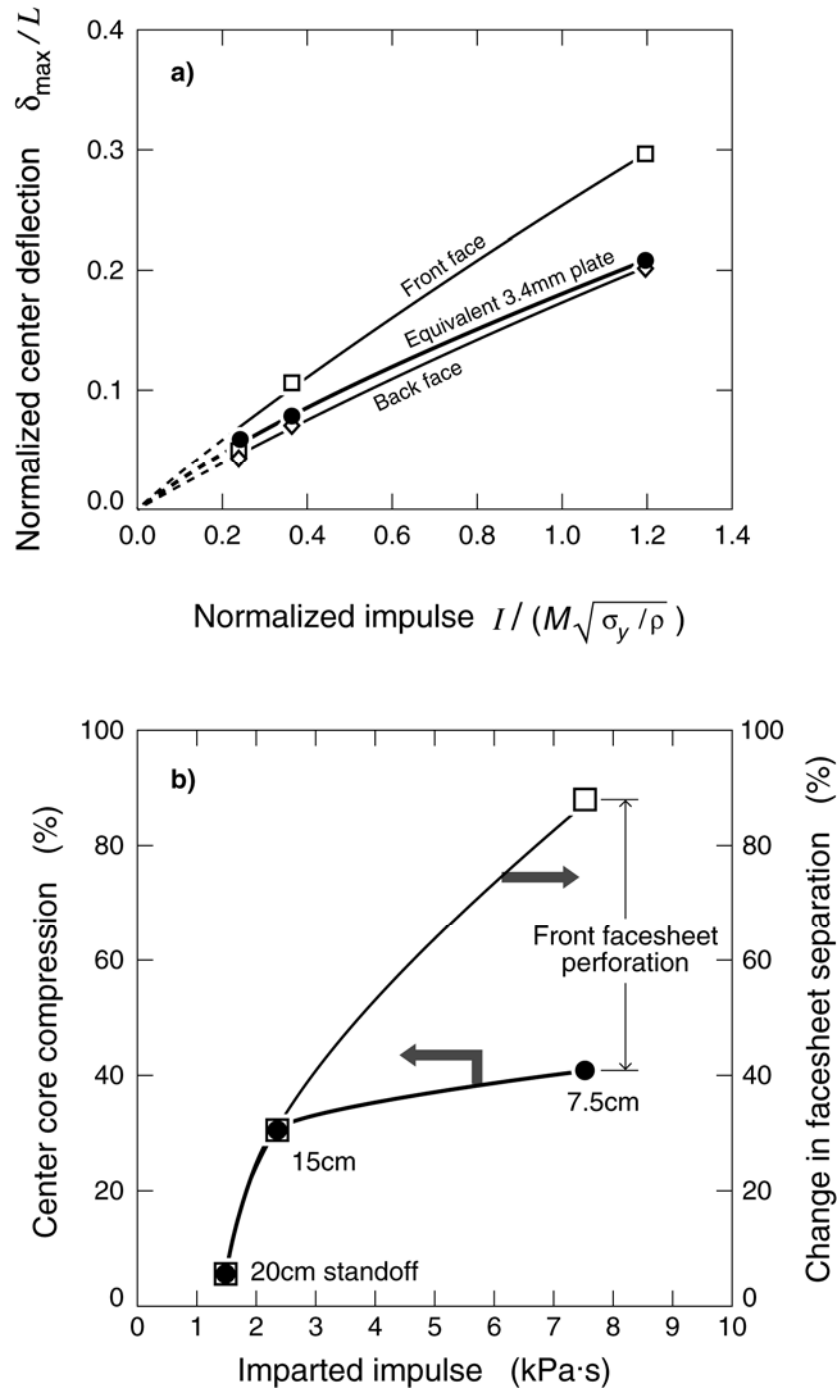 Normalized center deflection δmax / L
0.4
0.3
0.2
0.1
0.0
a)
Front face
Equivalent 3.4mm plate
Back face
0.0 0.2 0.4 0.6 0.8 1.0 1.2 1.4
Normalized impulse I / (M√σy /ρ )
Center core compression (%)
100
80
60
40
20
0
b)
Front facesheet
perforation
7.5cm
15cm
20cm standoff
100
80
60
40
20
0
Change in facesheet separation (%)
0 1 2 3 4 5 6 7 8 9 10
Imparted impulse (kPa·s)